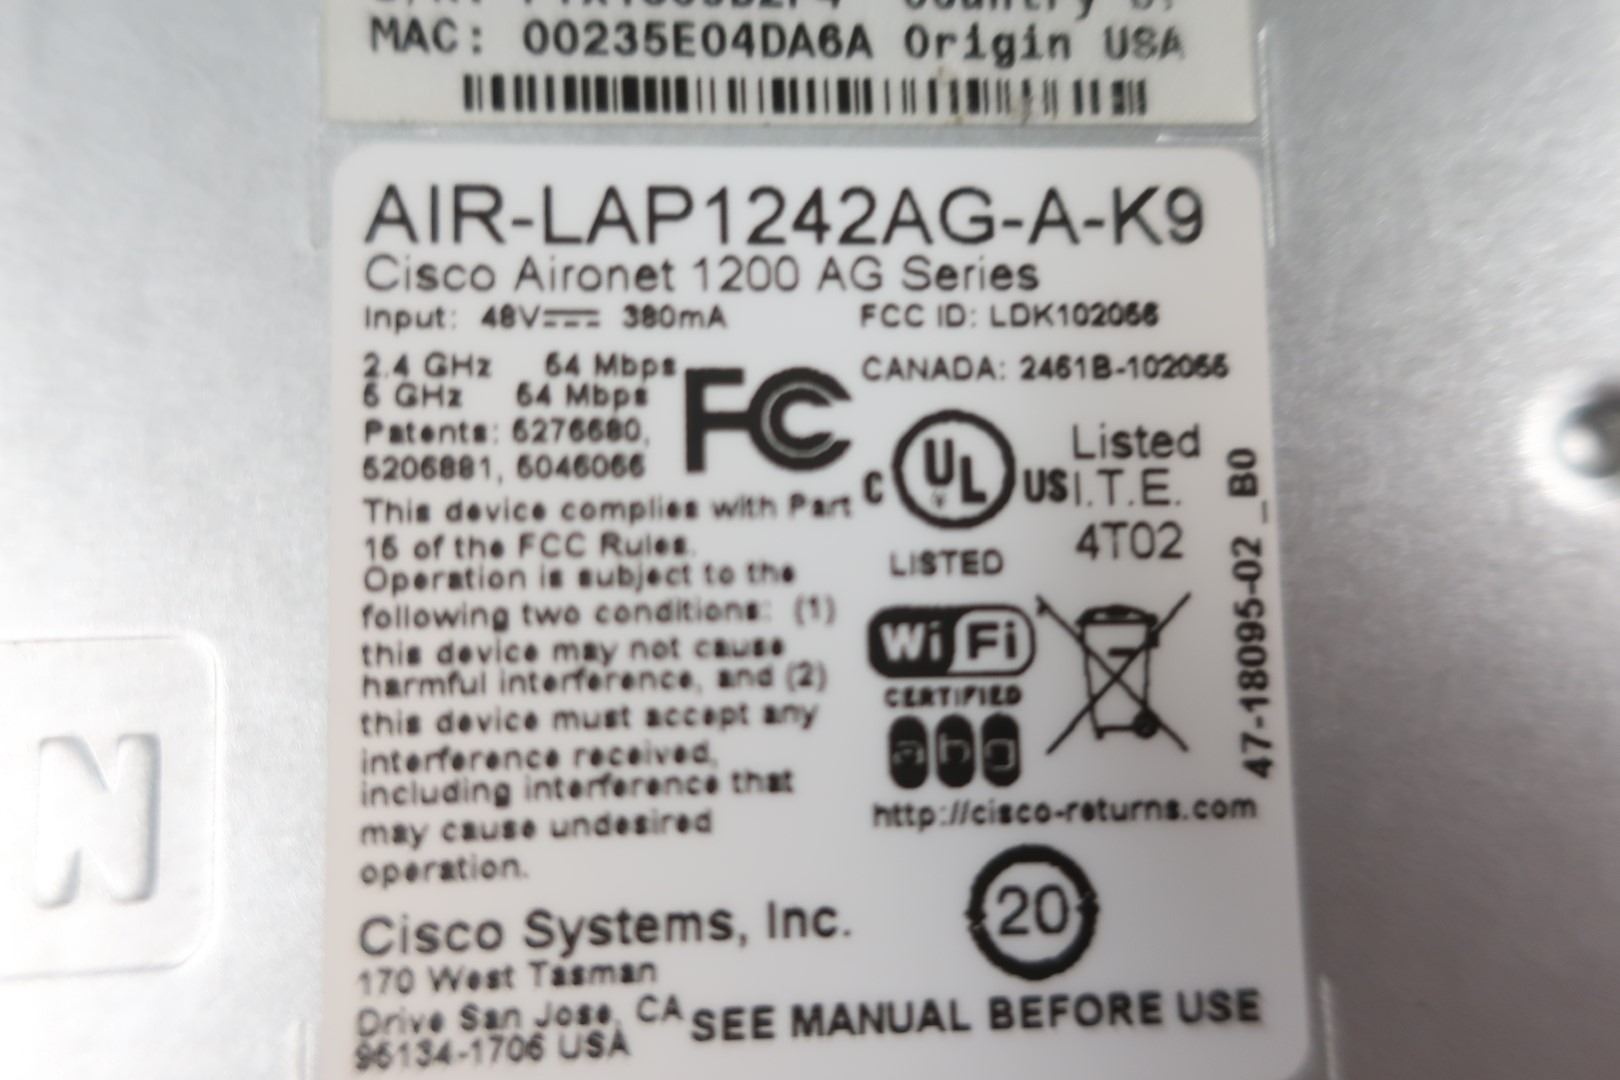 MAC: 00235E04DA6A Origin USA
AIR-LAP1242AG-A-K9
Cisco Aironet 1200 AG Series
Input: 48V 380mA
FCC ID: LDK102056
2.4 GHz 54 Mbps
5 GHz 54 Mbps
CANADA: 2461B-102056
FC
Patents:
This device complies with Part
15 of the FCC Rules.
Operation is subject to the
following two conditions: (1)
this device may not cause
harmful interference, and (2)
this device must accept any
interference received,
including interference that
may cause undesired
operation.
C UL US
LISTED
Listed
I.T.E.
4T02
47-18095-02_B0
Wi Fi
CERTIFIED
a b g
http://cisco-returns.com
20
Cisco Systems, Inc.
170 West Tasman
Drive San Jose, CA
95134-1706 USA
SEE MANUAL BEFORE USE
N